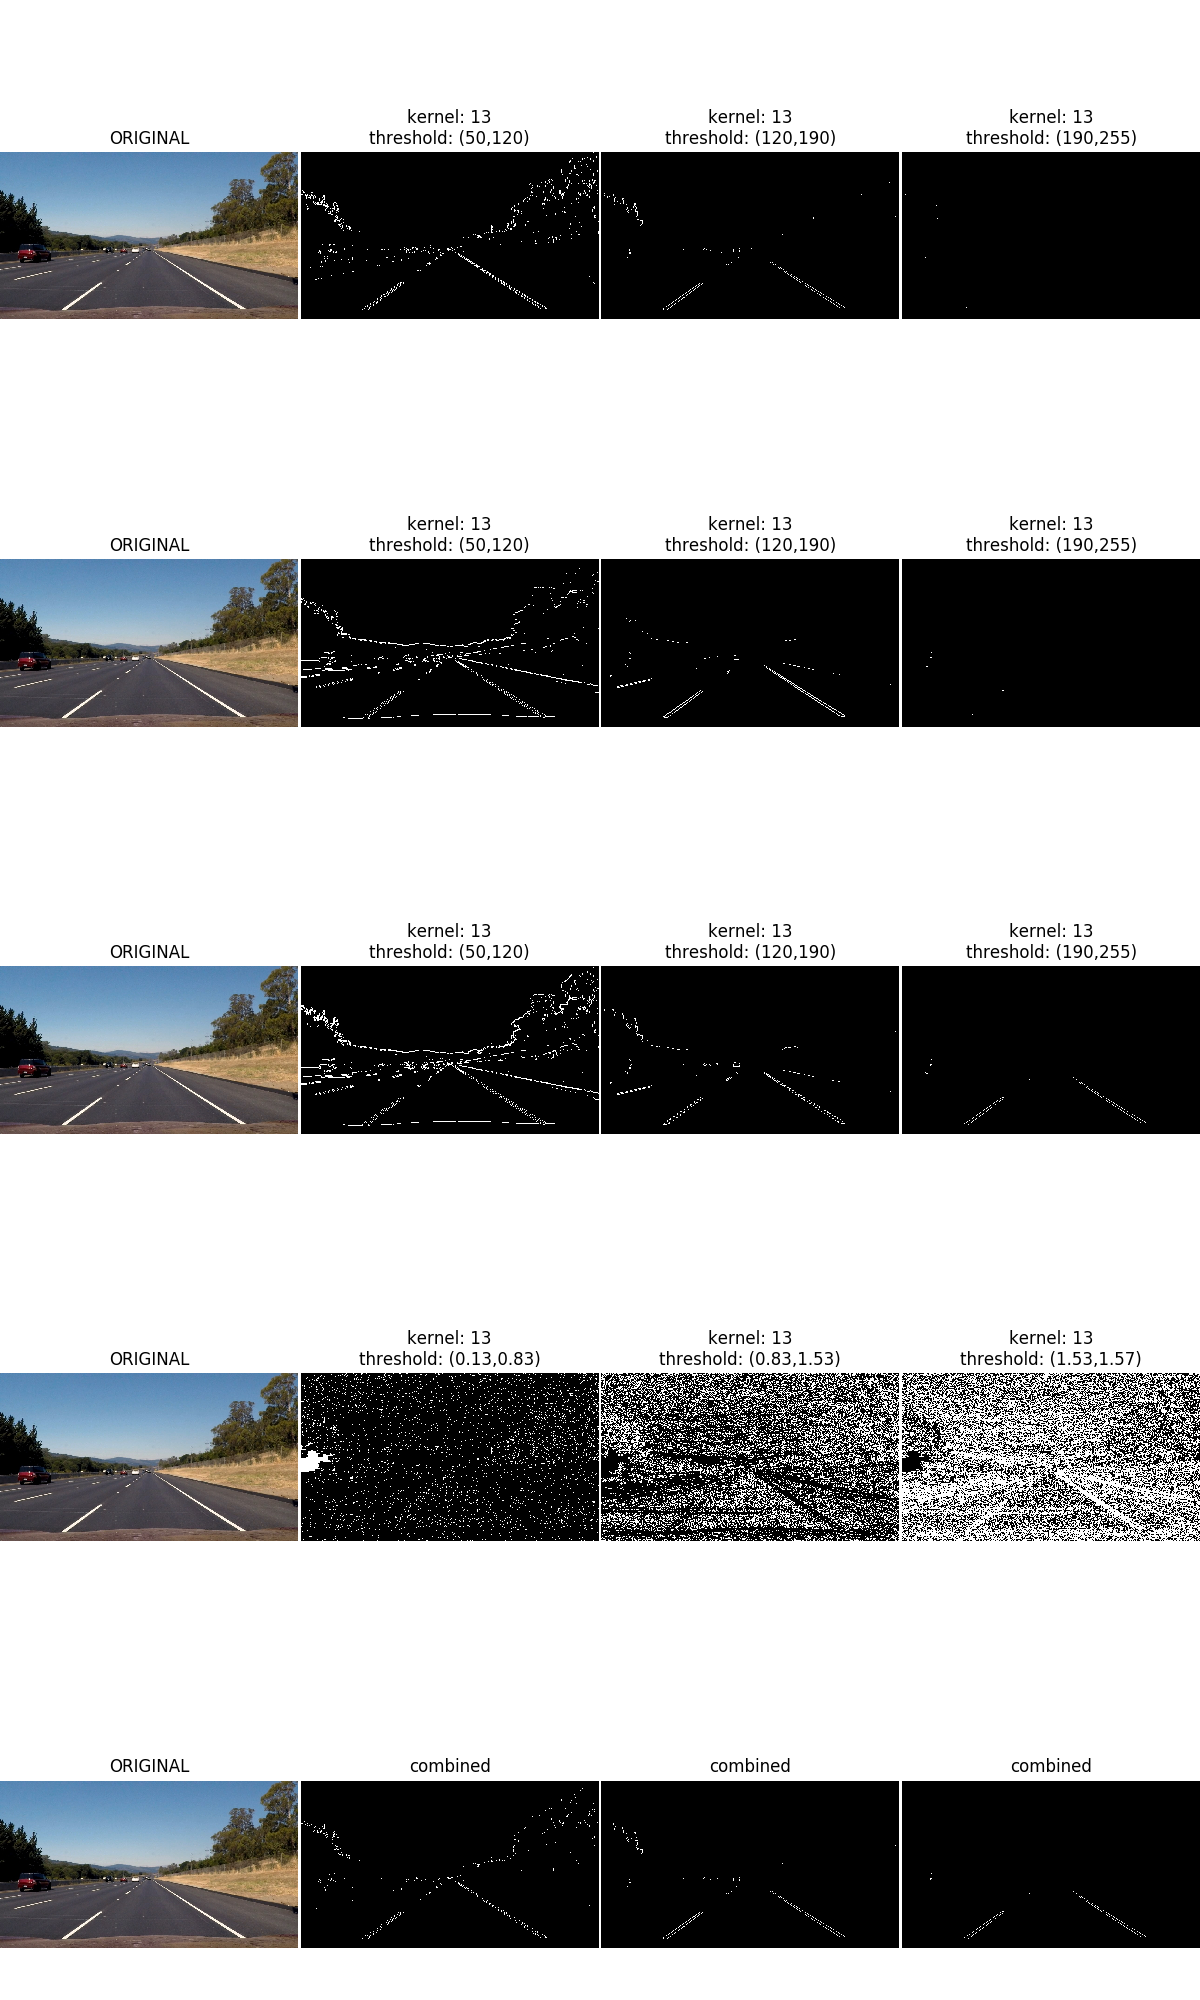 kernel: 13
kernel: 13
kernel: 13
ORIGINAL
threshold: (50,120)
threshold: (120,190)
threshold: (190,255)
kernel: 13
kernel: 13
kernel: 13
ORIGINAL
threshold: (50,120)
threshold: (120,190)
threshold: (190,255)
kernel: 13
kernel: 13
kernel: 13
ORIGINAL
threshold: (50,120)
threshold: (120,190)
threshold: (190,255)
kernel: 13
kernel: 13
kernel: 13
ORIGINAL
threshold: (0.13,0.83)
threshold: (0.83,1.53)
threshold: (1.53,1.57)
ORIGINAL
combined
combined
combined